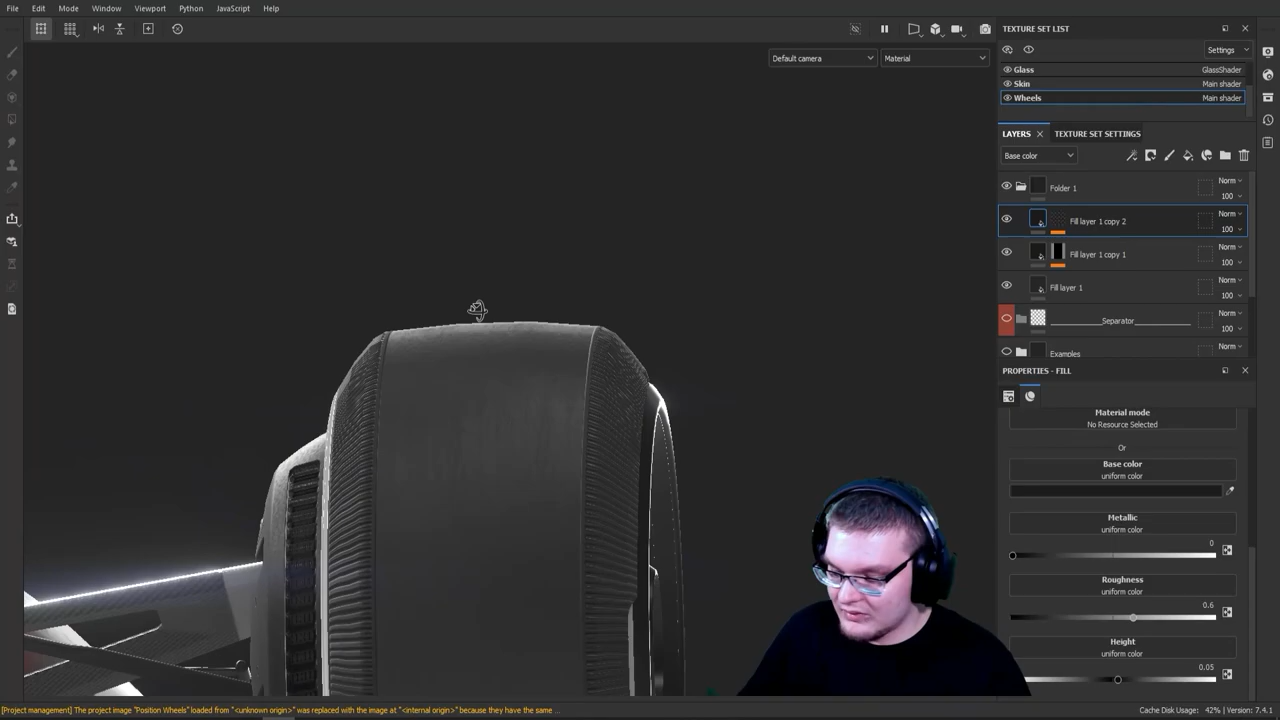 File Edit Mode Window Viewport Python JavaScript Help
Default camera
Material
TEXTURE SET LIST
Settings
Glass GlassShader
Skin Main shader
Wheels Main shader
LAYERS
TEXTURE SET SETTINGS
Base color
Folder 1
Norm
100
Fill layer 1 copy 2
Norm
100
Fill layer 1 copy 1
Norm
100
Fill layer 1
Norm
100
_________Separator_________
Norm
100
Examples
Norm
PROPERTIES - FILL
Material mode
No Resource Selected
Or
Base color
uniform color
Metallic
uniform color
0
Roughness
uniform color
0.6
Height
uniform color
0.05
[Project management] The project image "Position Wheels" loaded from "<unknown origin>" was replaced with the image at "<internal origin>" because they have the same ...
Cache Disk Usage: 42% | Version: 7.4.1